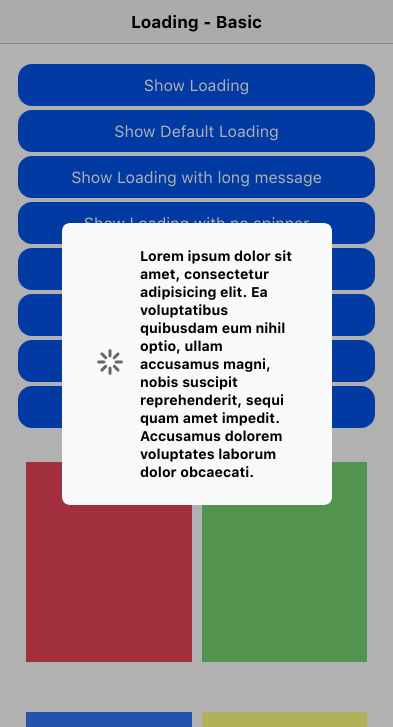 Loading - Basic
Show Loading
Show Default Loading
Show Loading with long message
Show Loading with no spinner
Lorem ipsum dolor sit
amet, consectetur
adipisicing elit. Ea
voluptatibus
quibusdam eum nihil
optio, ullam
accusamus magni,
nobis suscipit
reprehenderit, sequi
quam amet impedit.
Accusamus dolorem
voluptates laborum
dolor obcaecati.